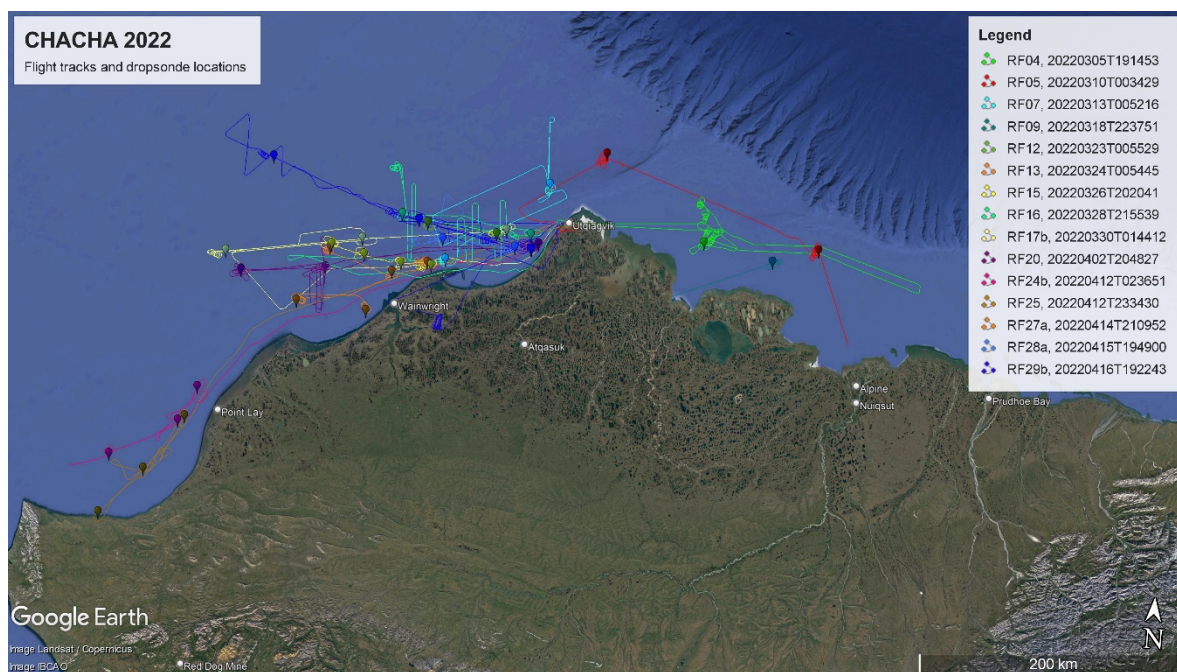 CHACHA 2022
Flight tracks and dropsonde locations
Legend
RF04, 20220305T191453
RF05, 20220310T003429
RF07, 20220313T005216
RF09, 20220318T223751
RF12, 20220323T005529
RF13, 20220324T005445
RF15, 20220326T202041
RF16, 20220328T215539
RF17b, 20220330T014412
RF20, 20220402T204827
RF24b, 20220412T023651
RF25, 20220412T233430
RF27a, 20220414T210952
RF28a, 20220415T194900
RF29b, 20220416T192243
Utqiagvik
Wainwright
Atqasuk
Alpine
Nuiqsut
Prudhoe Bay
Point Lay
Google Earth
Image Landsat / Copernicus
Image IBCAO
Red Dog Mine
N
200 km